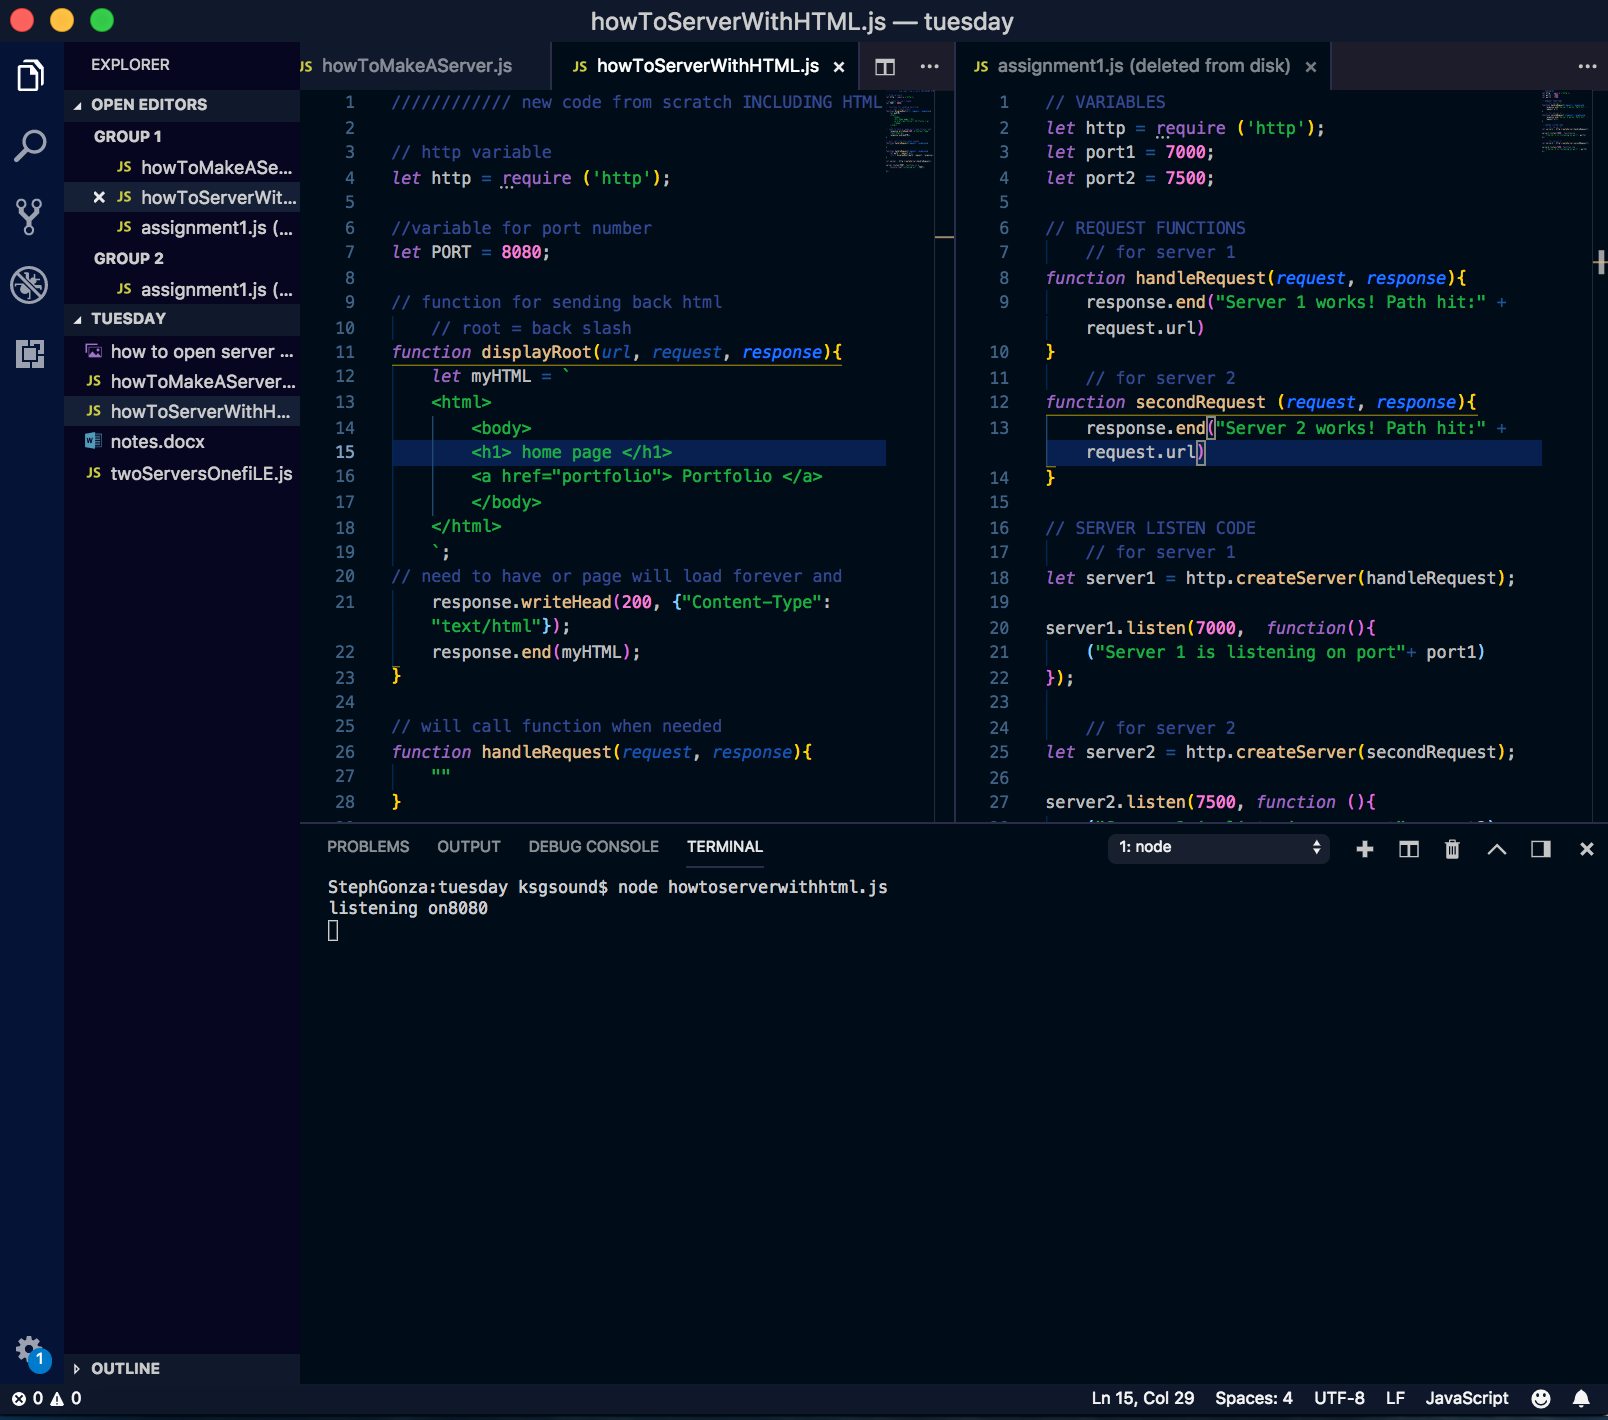 howToServerWithHTML.js — tuesday
EXPLORER
OPEN EDITORS
GROUP 1
JS howToMakeASe...
JS howToServerWit...
JS assignment1.js (...
GROUP 2
JS assignment1.js (...
TUESDAY
how to open server ...
JS howToMakeAServer...
JS howToServerWithH...
notes.docx
JS twoServersOnefiLE.js
OUTLINE
JS howToMakeAServer.js
JS howToServerWithHTML.js
1 //////////// new code from scratch INCLUDING HTML
2
3 // http variable
4 let http = require ('http');
5
6 //variable for port number
7 let PORT = 8080;
8
9 // function for sending back html
10 // root = back slash
11 function displayRoot(url, request, response){
12 let myHTML = `
13 <html>
14 <body>
15 <h1> home page </h1>
16 <a href="portfolio"> Portfolio </a>
17 </body>
18 </html>
19 `;
20 // need to have or page will load forever and
21 response.writeHead(200, {"Content-Type":
"text/html"});
22 response.end(myHTML);
23 }
24
25 // will call function when needed
26 function handleRequest(request, response){
27 ""
28 }
JS assignment1.js (deleted from disk)
1 // VARIABLES
2 let http = require ('http');
3 let port1 = 7000;
4 let port2 = 7500;
5
6 // REQUEST FUNCTIONS
7 // for server 1
8 function handleRequest(request, response){
9 response.end("Server 1 works! Path hit:" +
request.url)
10 }
11 // for server 2
12 function secondRequest (request, response){
13 response.end("Server 2 works! Path hit:" +
request.url)
14 }
15
16 // SERVER LISTEN CODE
17 // for server 1
18 let server1 = http.createServer(handleRequest);
19
20 server1.listen(7000, function(){
21 ("Server 1 is listening on port"+ port1)
22 });
23
24 // for server 2
25 let server2 = http.createServer(secondRequest);
26
27 server2.listen(7500, function (){
PROBLEMS OUTPUT DEBUG CONSOLE TERMINAL 1: node
StephGonza:tuesday ksgsound$ node howtoserverwithhtml.js
listening on8080
1
0 0 Ln 15, Col 29 Spaces: 4 UTF-8 LF JavaScript